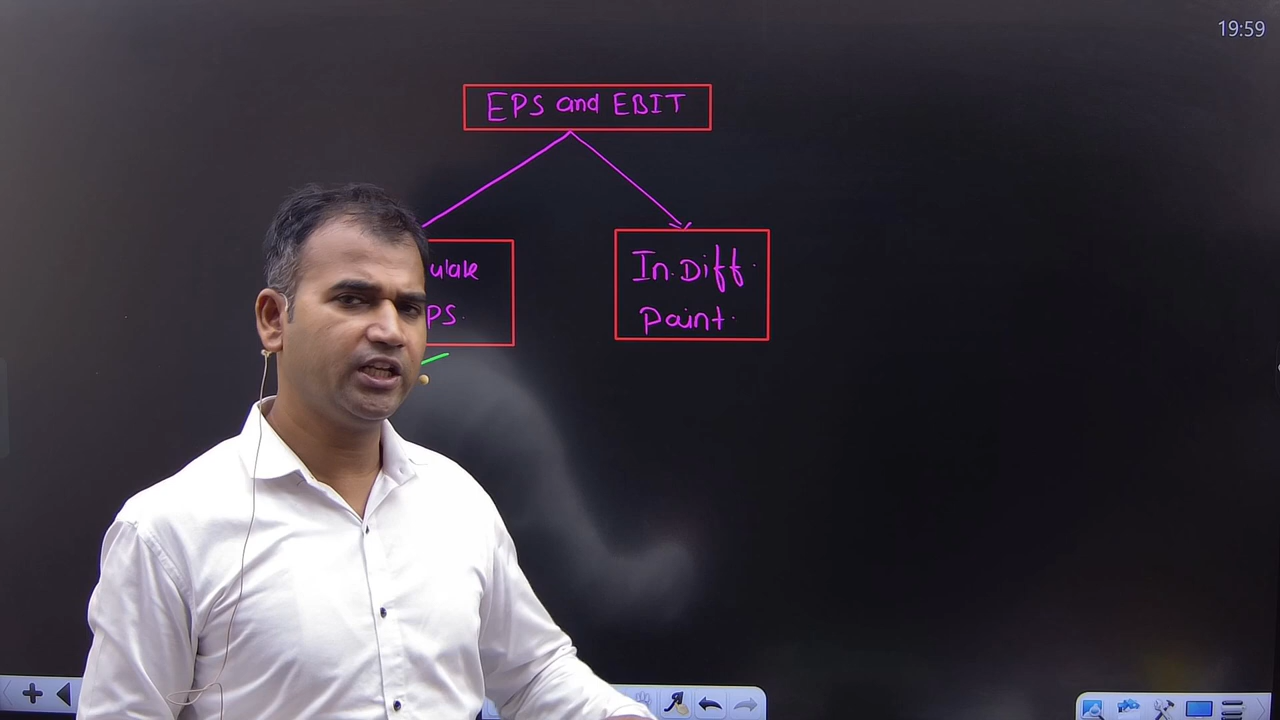 19:59
EPS and EBIT
ulate
PS.
In.Diff.
Point.